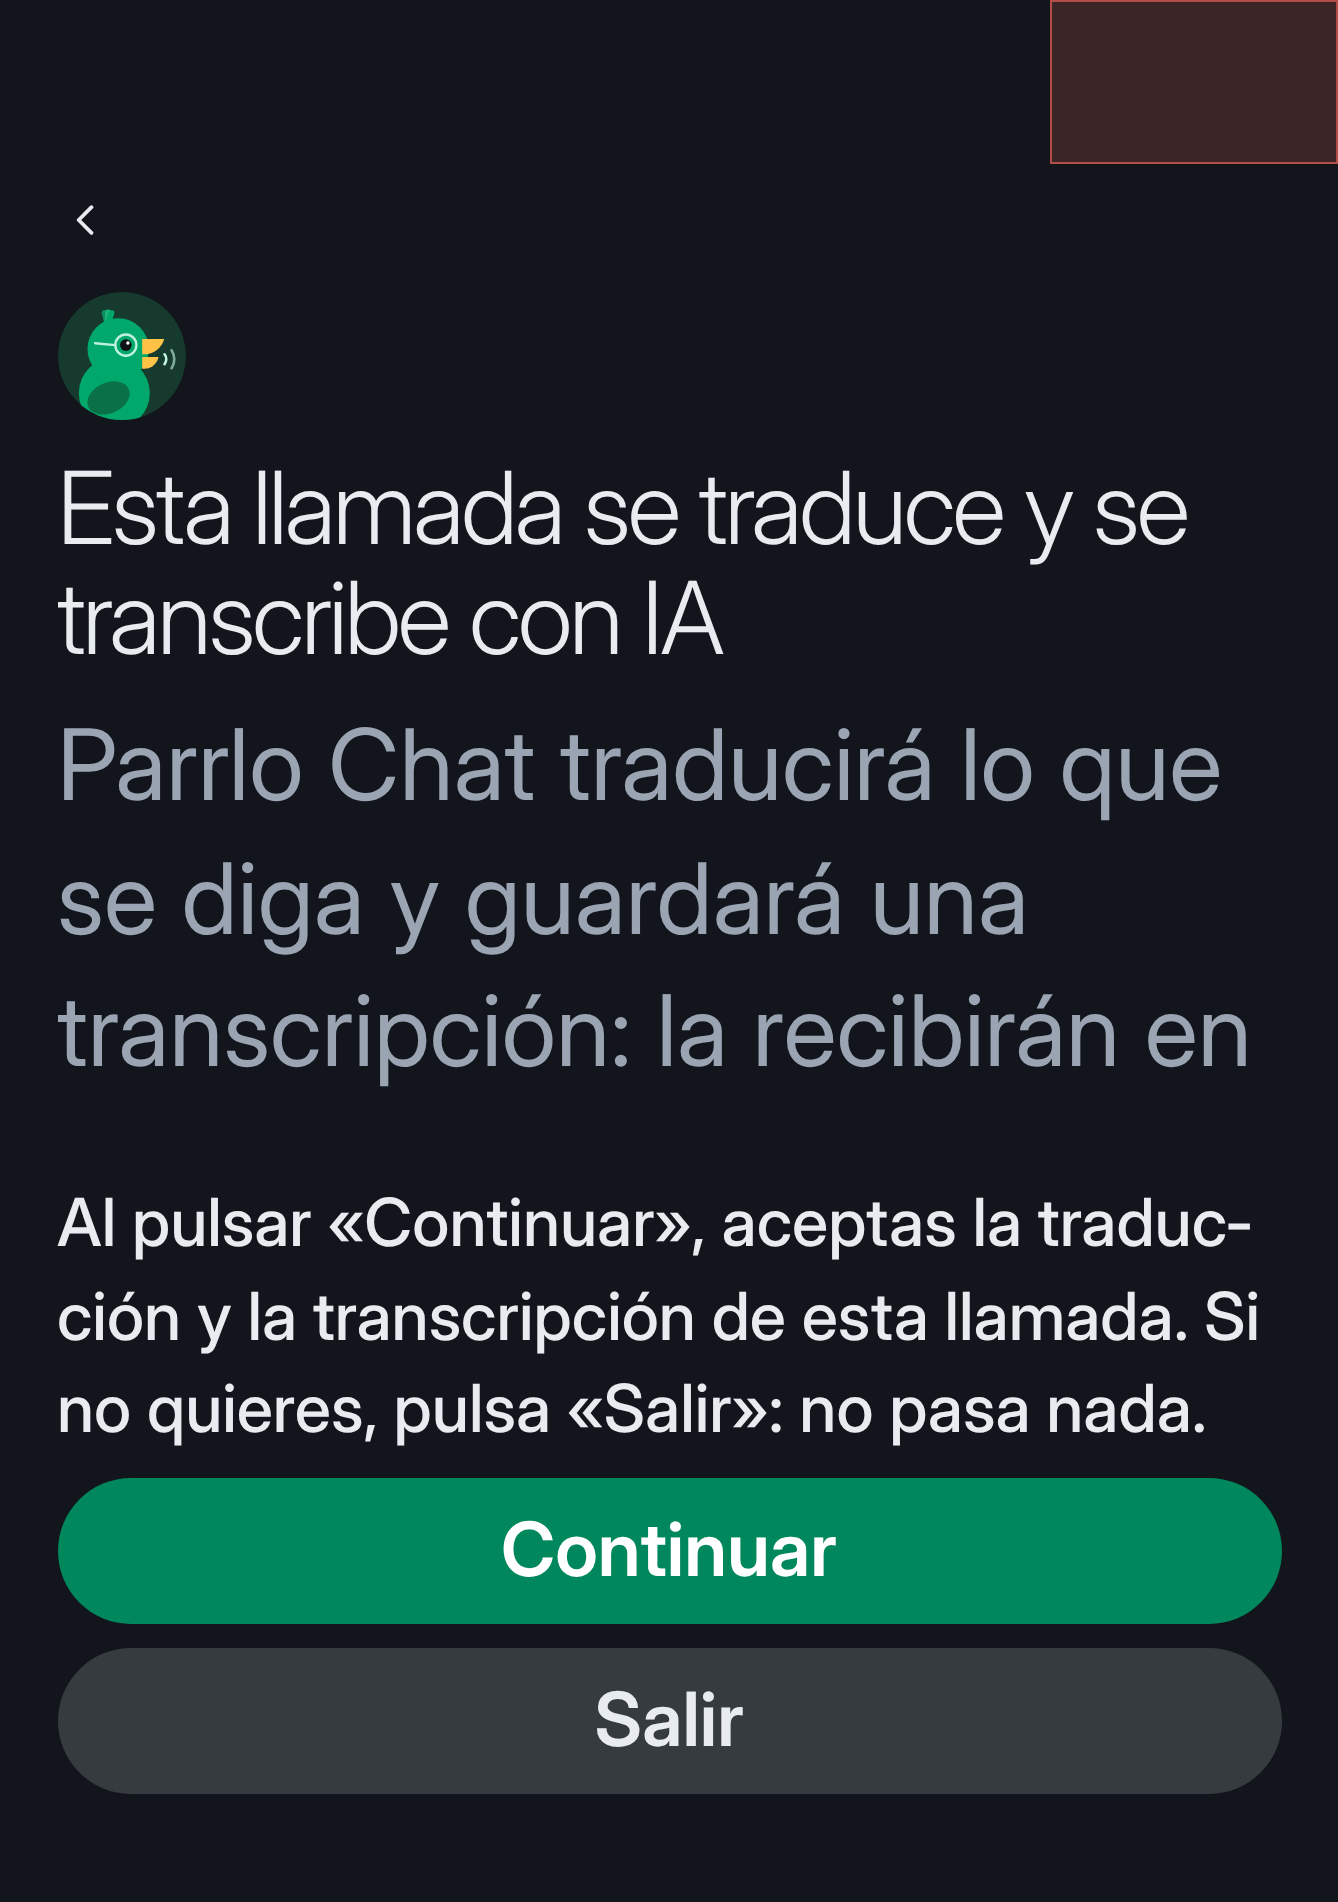 Esta llamada se traduce y se
transcribe con IA
Parrlo Chat traducirá lo que
se diga y guardará una
transcripción: la recibirán en
Al pulsar «Continuar», aceptas la traduc-
ción y la transcripción de esta llamada. Si
no quieres, pulsa «Salir»: no pasa nada.
Continuar
Salir